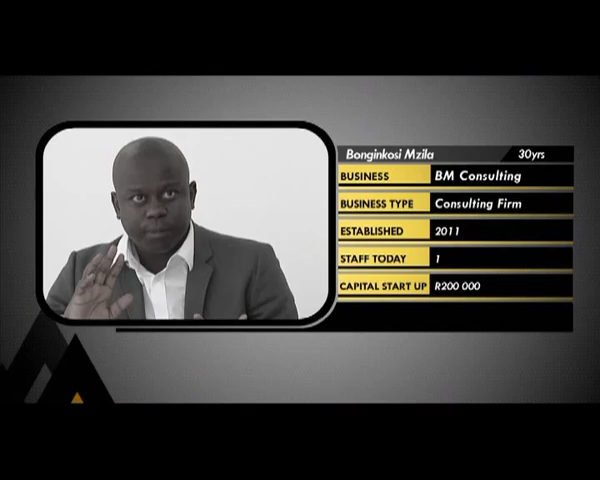 Bonginkosi Mzila 30yrs
BUSINESS BM Consulting
BUSINESS TYPE Consulting Firm
ESTABLISHED 2011
STAFF TODAY 1
CAPITAL START UP R200 000